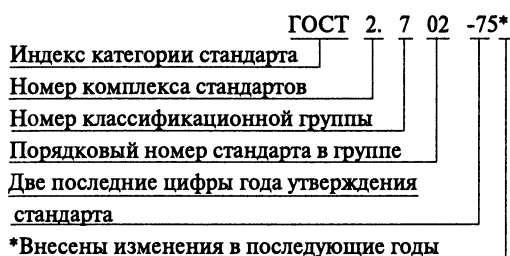 ГОСТ 2. 7 02 -75*
Индекс категории стандарта
Номер комплекса стандартов
Номер классификационной группы
Порядковый номер стандарта в группе
Две последние цифры года утверждения
стандарта
*Внесены изменения в последующие годы